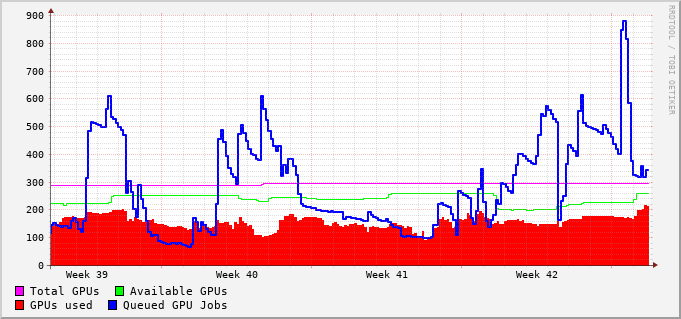 900
800
700
600
500
400
300
200
100
0
Week 39 Week 40 Week 41 Week 42
Total GPUs Available GPUs
GPUs used Queued GPU Jobs
RRDTOOL / TOBI OETIKER